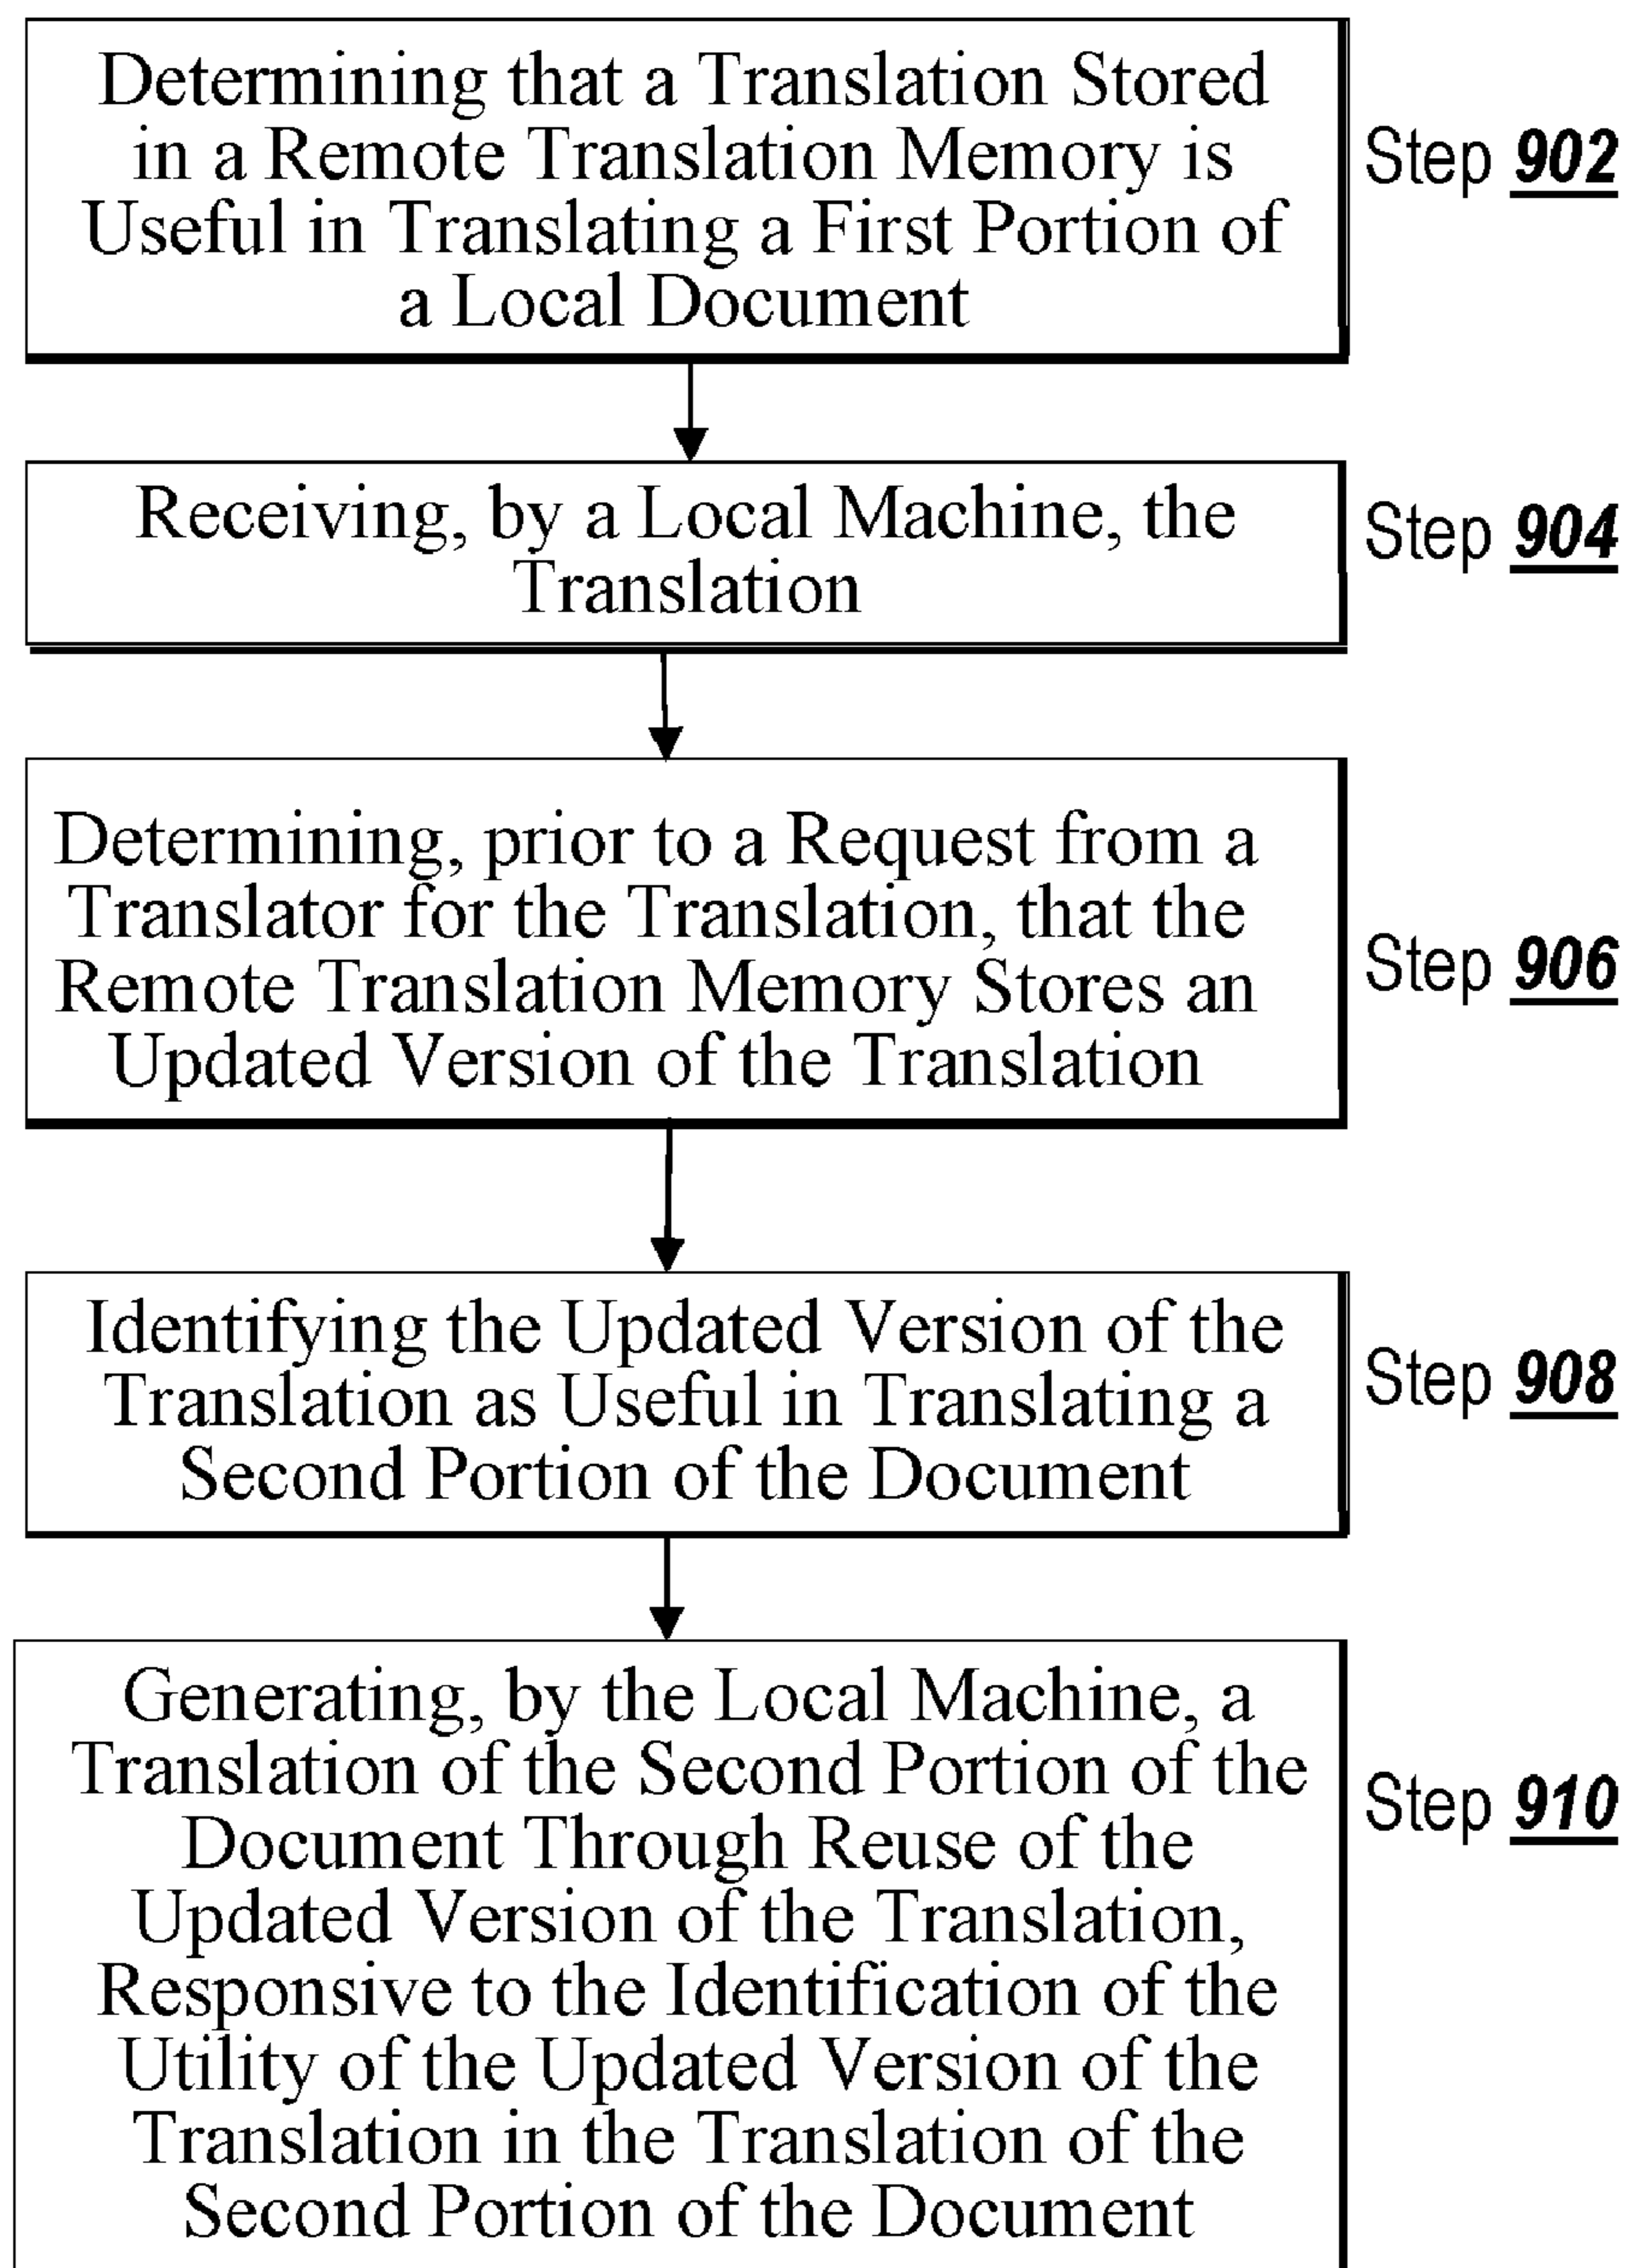 Determining that a Translation Stored
in a Remote Translation Memory is
Useful in Translating a First Portion of
a Local Document
Step 902
Receiving, by a Local Machine, the
Translation
Step 904
Determining, prior to a Request from a
Translator for the Translation, that the
Remote Translation Memory Stores an
Updated Version of the Translation
Step 906
Identifying the Updated Version of the
Translation as Useful in Translating a
Second Portion of the Document
Step 908
Generating, by the Local Machine, a
Translation of the Second Portion of the
Document Through Reuse of the
Updated Version of the Translation,
Responsive to the Identification of the
Utility of the Updated Version of the
Translation in the Translation of the
Second Portion of the Document
Step 910